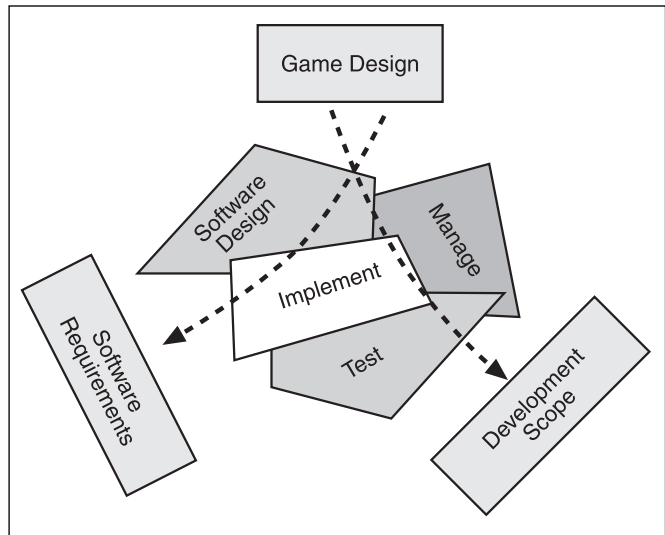 Game Design
Software
Design
Manage
Implement
Test
Software
Requirements
Development
Scope